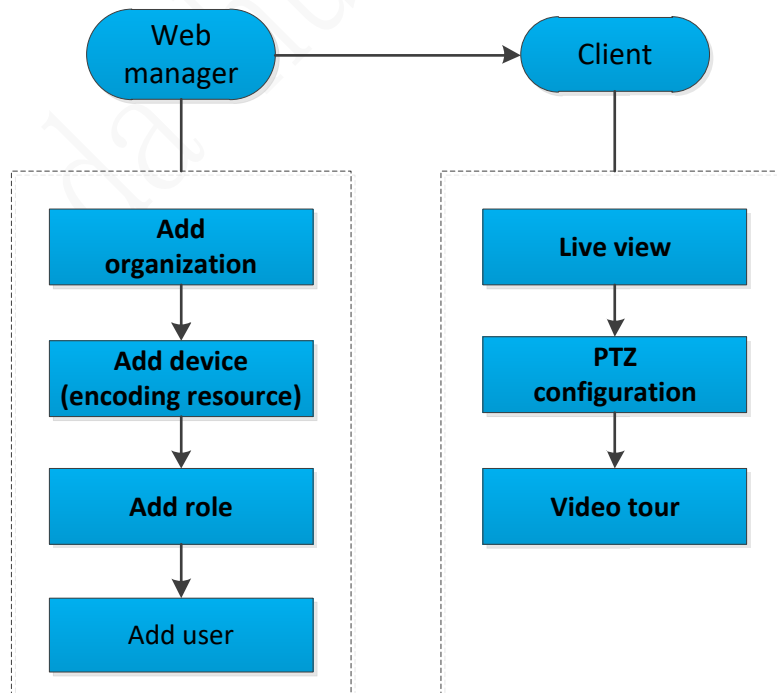 Web
manager
Client
Add
organization
Add device
(encoding resource)
Add role
Add user
Live view
PTZ
configuration
Video tour